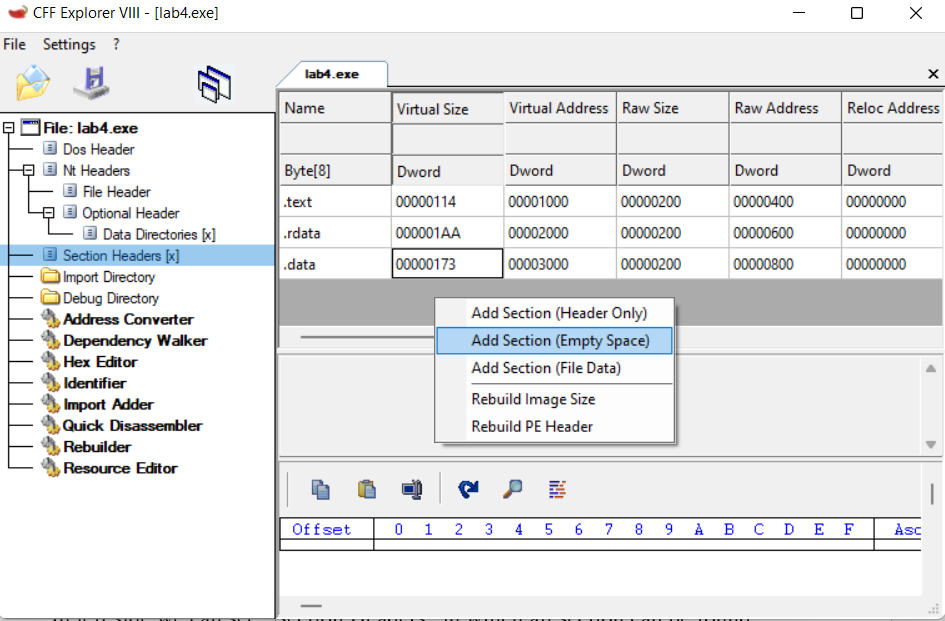 CFF Explorer VIII - [lab4.exe]
File Settings ?
lab4.exe
File: lab4.exe
Dos Header
Nt Headers
File Header
Optional Header
Data Directories [x]
Section Headers [x]
Import Directory
Debug Directory
Address Converter
Dependency Walker
Hex Editor
Identifier
Import Adder
Quick Disassembler
Rebuilder
Resource Editor
Name Virtual Size Virtual Address Raw Size Raw Address Reloc Address
Byte[8] Dword Dword Dword Dword Dword
.text 00000114 00001000 00000200 00000400 00000000
.rdata 000001AA 00002000 00000200 00000600 00000000
.data 00000173 00003000 00000200 00000800 00000000
Add Section (Header Only)
Add Section (Empty Space)
Add Section (File Data)
Rebuild Image Size
Rebuild PE Header
Offset 0 1 2 3 4 5 6 7 8 9 A B C D E F Asc